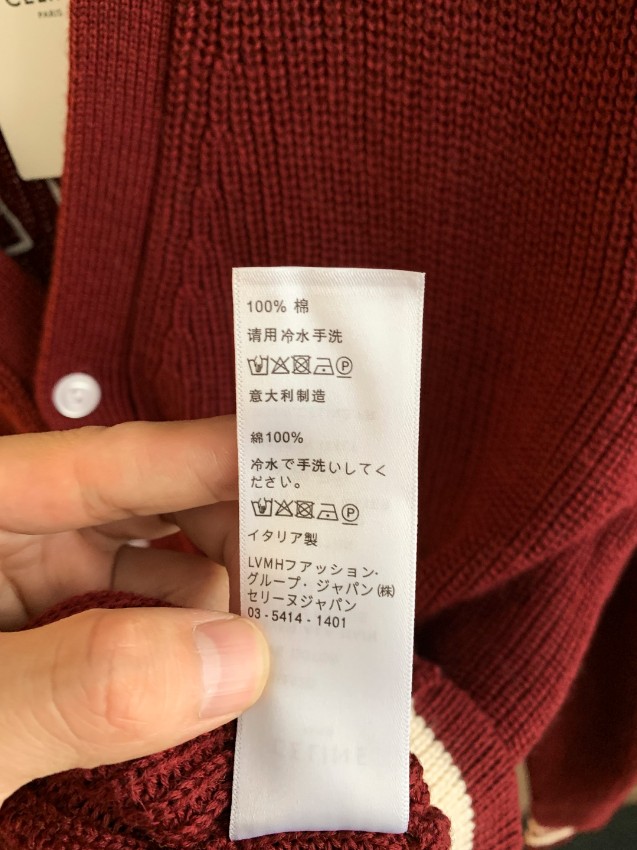 PARIS
100% 棉
请用冷水手洗
P
意大利制造
綿100%
冷水で手洗いしてく
ださい。
P
イタリア製
LVMHファッション・
グループ・ジャパン(株)
セリーヌジャパン
03-5414-1401